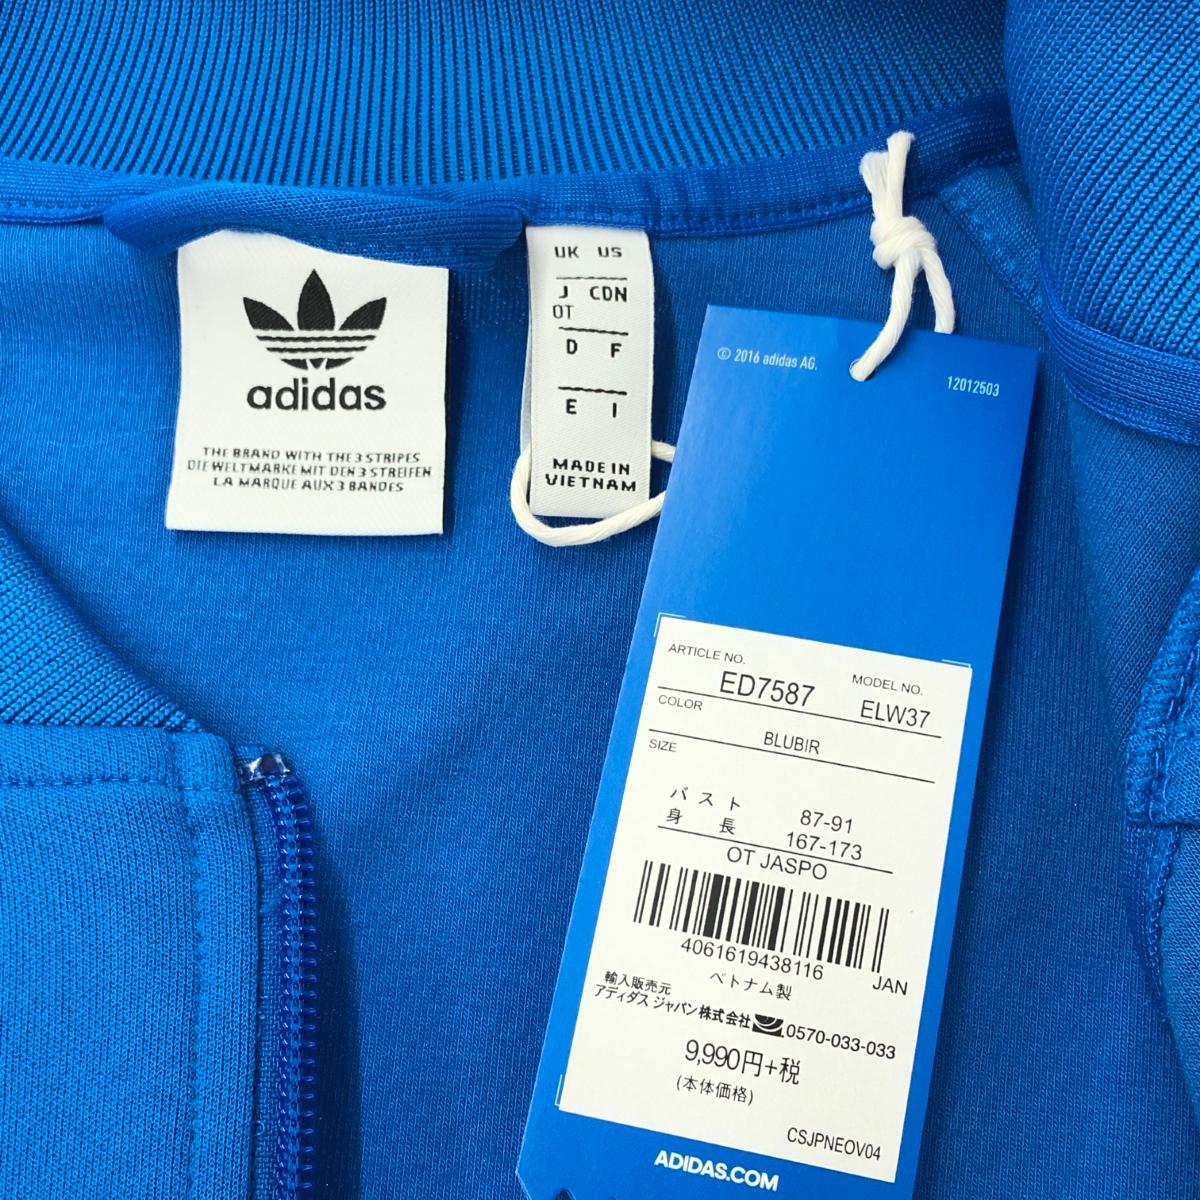 adidas
THE BRAND WITH THE 3 STRIPES
DIE WELTMARKE MIT DEN 3 STREIFEN
LA MARQUE AUX 3 BANDES
UK US
J CDN
OT
D F
E I
MADE IN
VIETNAM
© 2016 adidas AG.
12012503
ARTICLE NO.
ED7587
MODEL NO.
ELW37
COLOR
BLUBIR
SIZE
バスト 87-91
身長 167-173
OT JASPO
4061619438116
JAN
ベトナム製
輸入販売元
アディダス ジャパン株式会社 0570-033-033
9,990円+税
(本体価格)
CSJPNEOV04
ADIDAS.COM